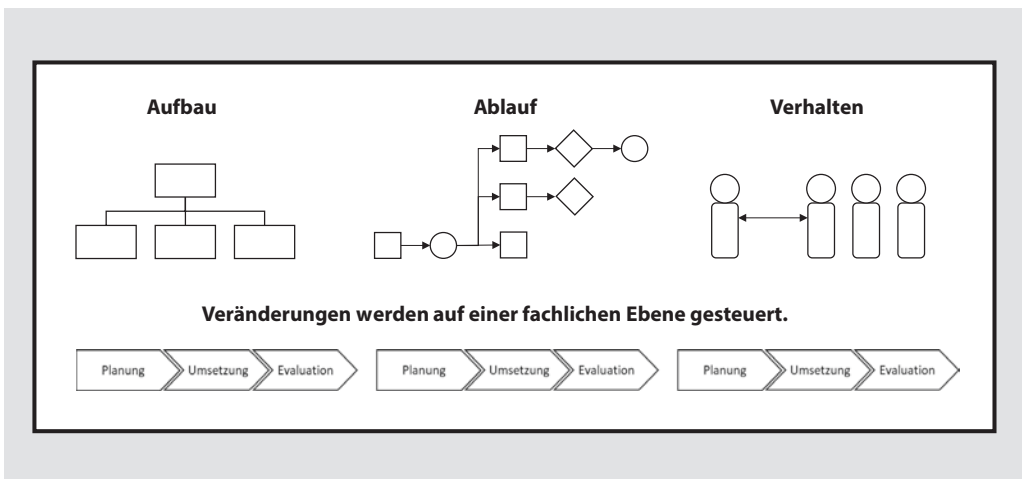 Aufbau
Ablauf
Verhalten
Veränderungen werden auf einer fachlichen Ebene gesteuert.
Planung Umsetzung Evaluation
Planung Umsetzung Evaluation
Planung Umsetzung Evaluation